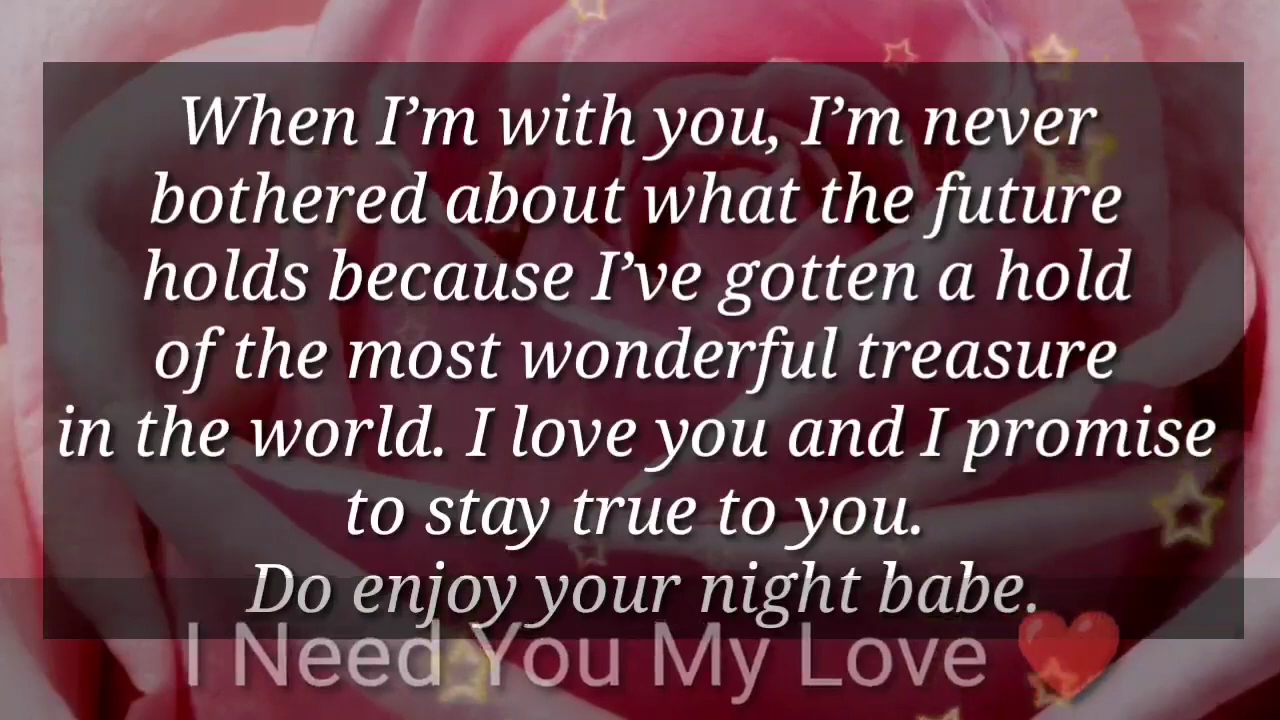 When I’m with you, I’m never
bothered about what the future
holds because I’ve gotten a hold
of the most wonderful treasure
in the world. I love you and I promise
to stay true to you.
Do enjoy your night babe.
I Need You My Love ❤️